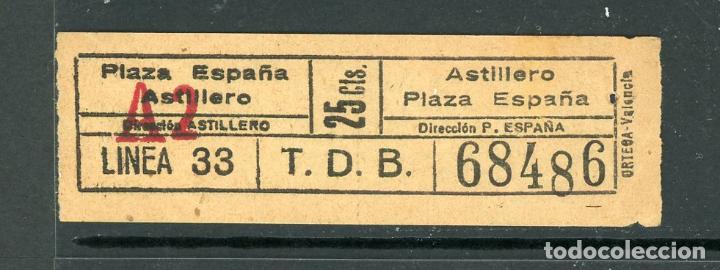 Plaza España
Astillero
A2
Dirección ASTILLERO
25 Cts.
Astillero
Plaza España
Dirección P. ESPAÑA
LINEA 33
T. D. B.
68486
ORTEGA-Valencia
todocoleccion.net